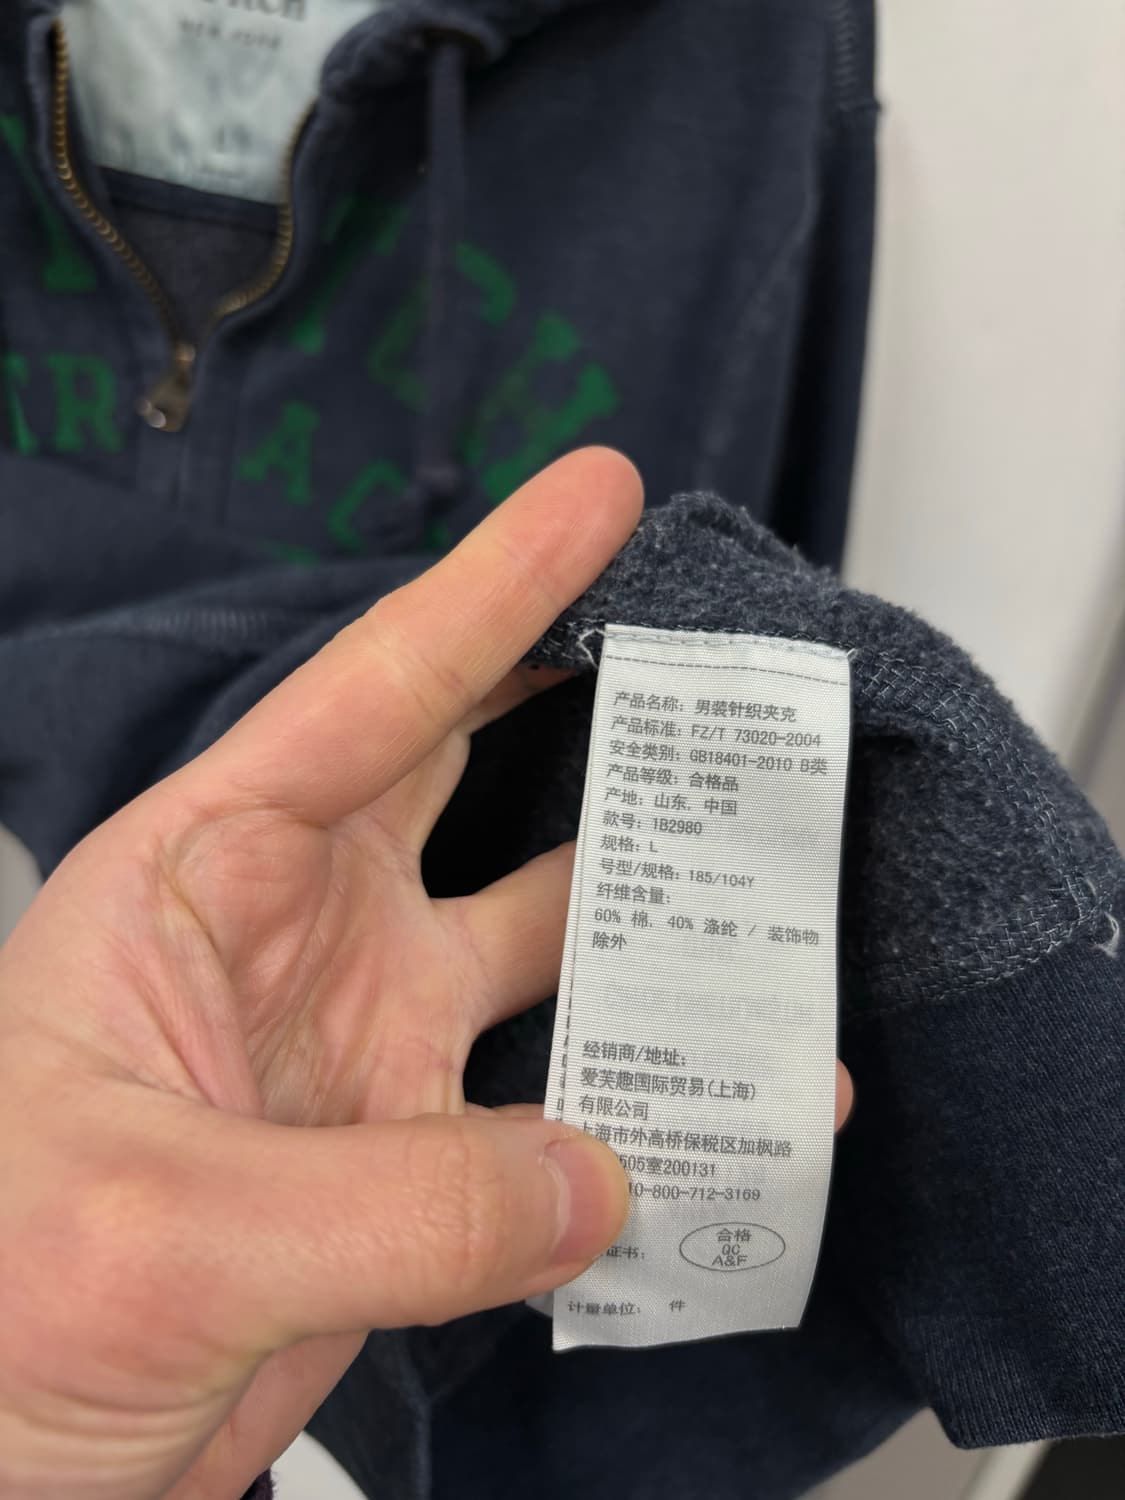 NEW YORK
产品名称: 男装针织夹克
产品标准: FZ/T 73020-2004
安全类别: GB18401-2010 B类
产品等级: 合格品
产地: 山东, 中国
款号: 1B2980
规格: L
号型/规格: 185/104Y
纤维含量:
60% 棉, 40% 涤纶 / 装饰物
除外
经销商/地址:
爱芙趣国际贸易(上海)
有限公司
上海市外高桥保税区加枫路
505室200131
10-800-712-3169
证书:
合格
QC
A&F
计量单位: 件